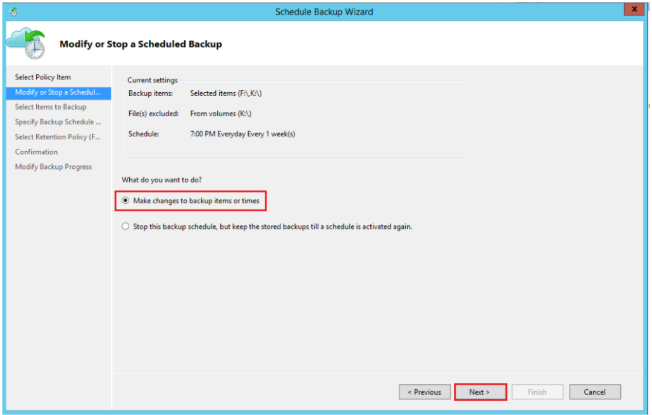 Schedule Backup Wizard
x
Modify or Stop a Scheduled Backup
Select Policy Item
Modify or Stop a Schedul...
Select Items to Backup
Specify Backup Schedule ...
Select Retention Policy (F...
Confirmation
Modify Backup Progress
Current settings
Backup items: Selected items (F:\,K:\)
File(s) excluded: From volumes (K:\)
Schedule: 7:00 PM Everyday Every 1 week(s)
What do you want to do?
Make changes to backup items or times
Stop this backup schedule, but keep the stored backups till a schedule is activated again.
< Previous
Next >
Finish
Cancel